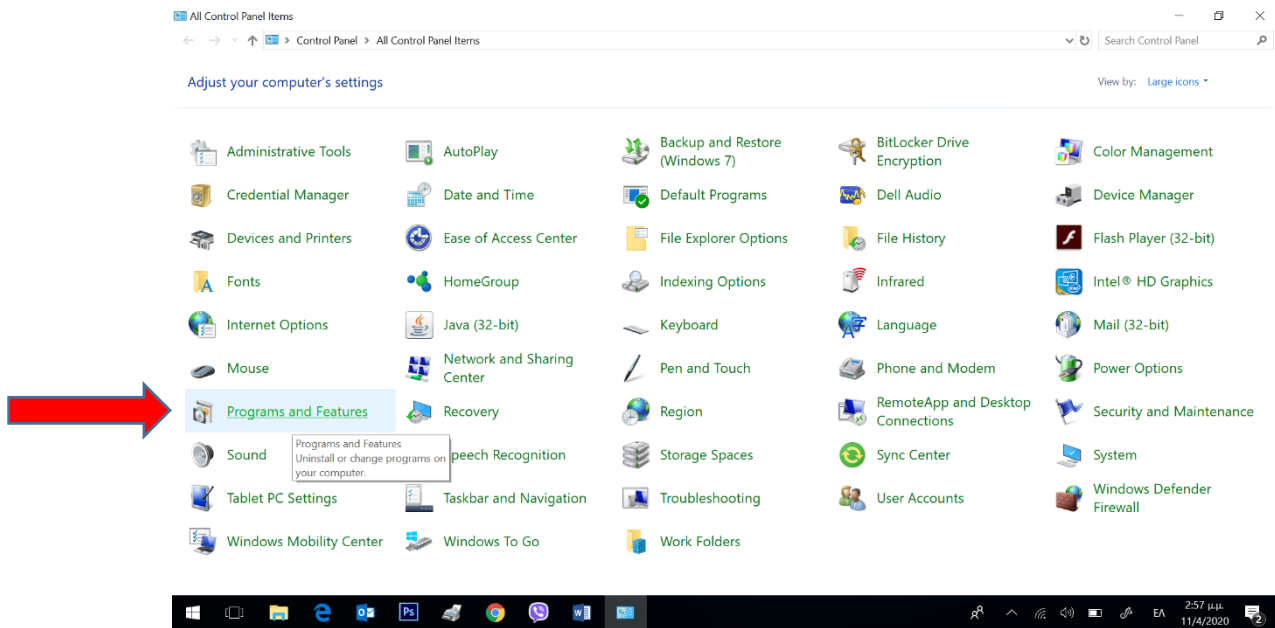 All Control Panel Items
Control Panel > All Control Panel Items
Search Control Panel
Adjust your computer's settings
View by: Large icons
Administrative Tools
AutoPlay
Backup and Restore
(Windows 7)
BitLocker Drive
Encryption
Color Management
Credential Manager
Date and Time
Default Programs
Dell Audio
Device Manager
Devices and Printers
Ease of Access Center
File Explorer Options
File History
Flash Player (32-bit)
Fonts
HomeGroup
Indexing Options
Infrared
Intel® HD Graphics
Internet Options
Java (32-bit)
Keyboard
Language
Mail (32-bit)
Mouse
Network and Sharing
Center
Pen and Touch
Phone and Modem
Power Options
Programs and Features
Recovery
Region
RemoteApp and Desktop
Connections
Security and Maintenance
Programs and Features
Uninstall or change programs on
your computer.
Sound
peech Recognition
Storage Spaces
Sync Center
System
Tablet PC Settings
Taskbar and Navigation
Troubleshooting
User Accounts
Windows Defender
Firewall
Windows Mobility Center
Windows To Go
Work Folders
Ps
ΕΛ
2:57 μ.μ.
11/4/2020
2